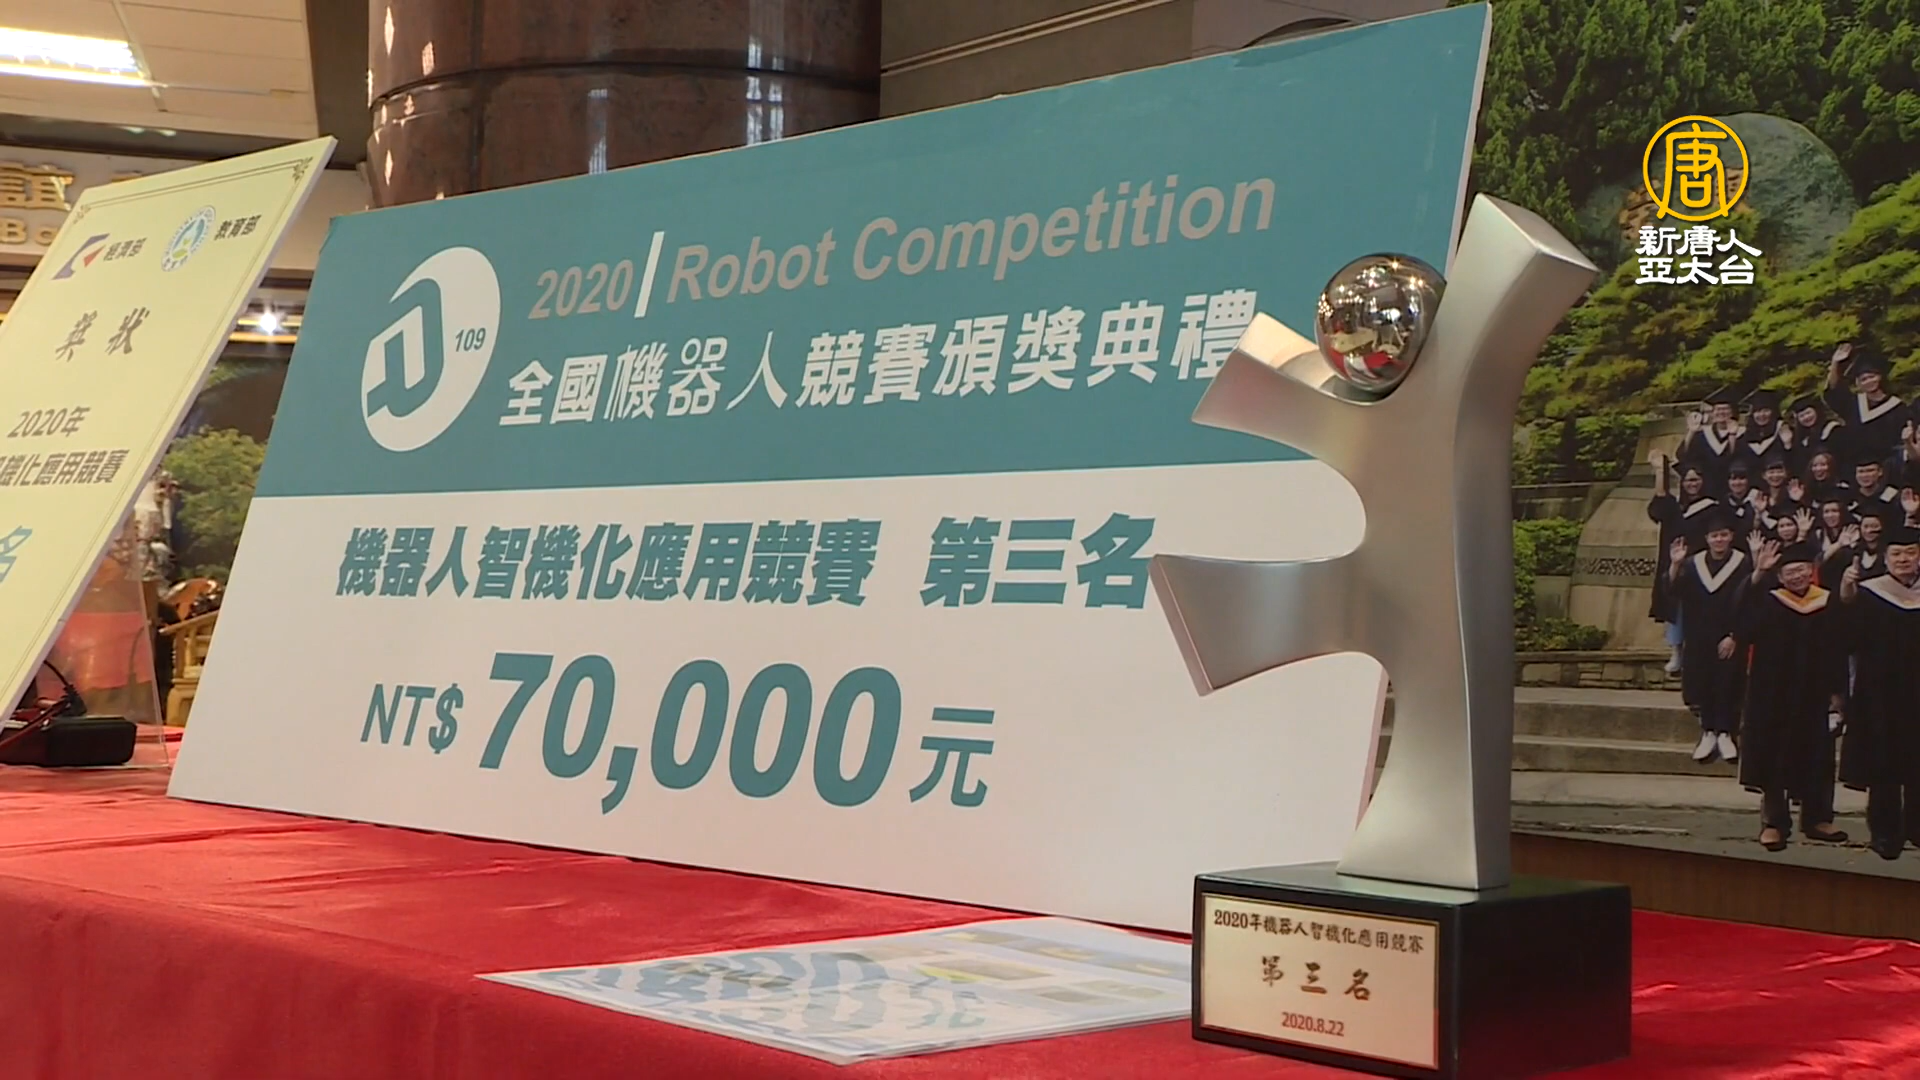 經濟部 教育部
獎狀
2020年
機化應用競賽
名
109
2020 / Robot Competition
全國機器人競賽頒獎典禮
機器人智機化應用競賽 第三名
NT$ 70,000元
唐
新唐人
亞太台
2020年機器人智機化應用競賽
第三名
2020.8.22